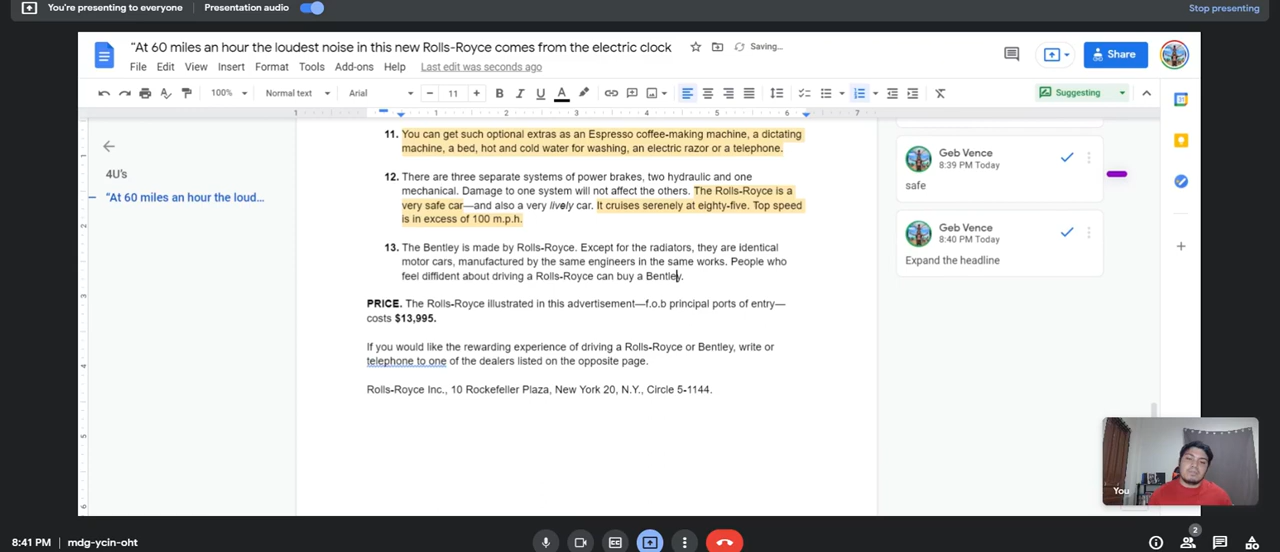 You're presenting to everyone Presentation audio Stop presenting
"At 60 miles an hour the loudest noise in this new Rolls-Royce comes from the electric clock Saving...
File Edit View Insert Format Tools Add-ons Help Last edit was seconds ago
Share
100% Normal text Arial 11 B I U A Suggesting
1 1 2 3 4 5 6 7
4U's
"At 60 miles an hour the loud...
11. You can get such optional extras as an Espresso coffee-making machine, a dictating
machine, a bed, hot and cold water for washing, an electric razor or a telephone.
12. There are three separate systems of power brakes, two hydraulic and one
mechanical. Damage to one system will not affect the others. The Rolls-Royce is a
very safe car—and also a very lively car. It cruises serenely at eighty-five. Top speed
is in excess of 100 m.p.h.
13. The Bentley is made by Rolls-Royce. Except for the radiators, they are identical
motor cars, manufactured by the same engineers in the same works. People who
feel diffident about driving a Rolls-Royce can buy a Bentley.
PRICE. The Rolls-Royce illustrated in this advertisement—f.o.b principal ports of entry—
costs $13,995.
If you would like the rewarding experience of driving a Rolls-Royce or Bentley, write or
telephone to one of the dealers listed on the opposite page.
Rolls-Royce Inc., 10 Rockefeller Plaza, New York 20, N.Y., Circle 5-1144.
Geb Vence
8:39 PM Today
safe
Geb Vence
8:40 PM Today
Expand the headline
You
8:41 PM mdg-ycin-oht
2